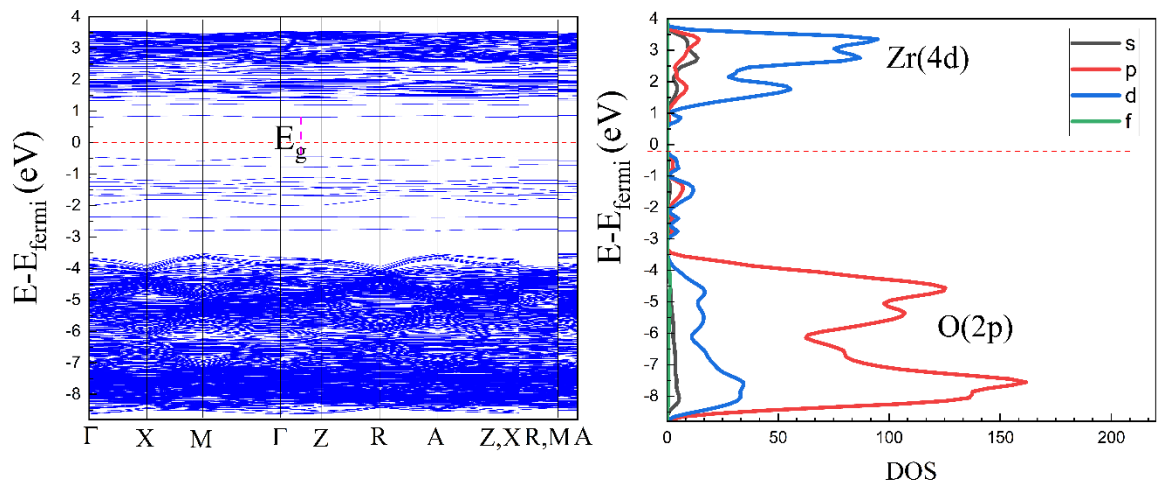 4
3
2
1
0
-1
-2
-3
-4
-5
-6
-7
-8
E-E_fermi (eV)
E_g
Γ X M Γ Z R A Z,X R,M A
4
3
2
1
0
-1
-2
-3
-4
-5
-6
-7
-8
E-E_fermi (eV)
Zr(4d)
s
p
d
f
O(2p)
0 50 100 150 200
DOS